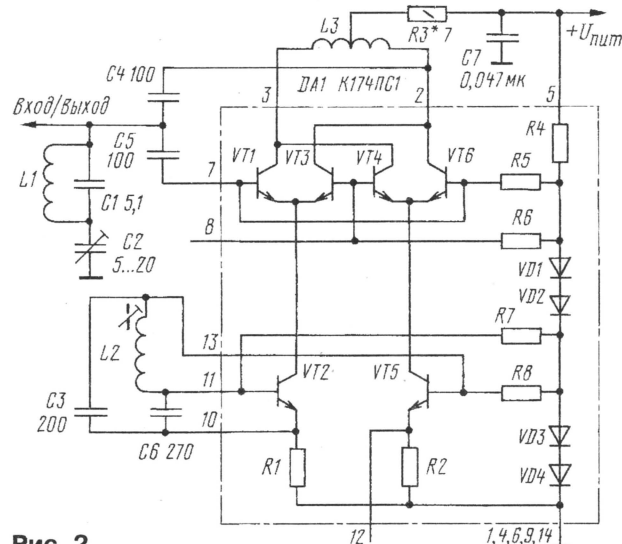 L3
R3* 7
+Uпит
C7
0,047 мк
C4 100
DA1 К174ПС1
3
2
5
Вход/Выход
C5
100
R4
VT1
VT3
VT4
VT6
7
R5
L1
C1 5,1
8
R6
C2
5...20
VD1
VD2
R7
L2
13
11
VT2
VT5
R8
C3
200
10
C6 270
R1
R2
VD3
VD4
12
1,4,6,9,14
Рис. 2